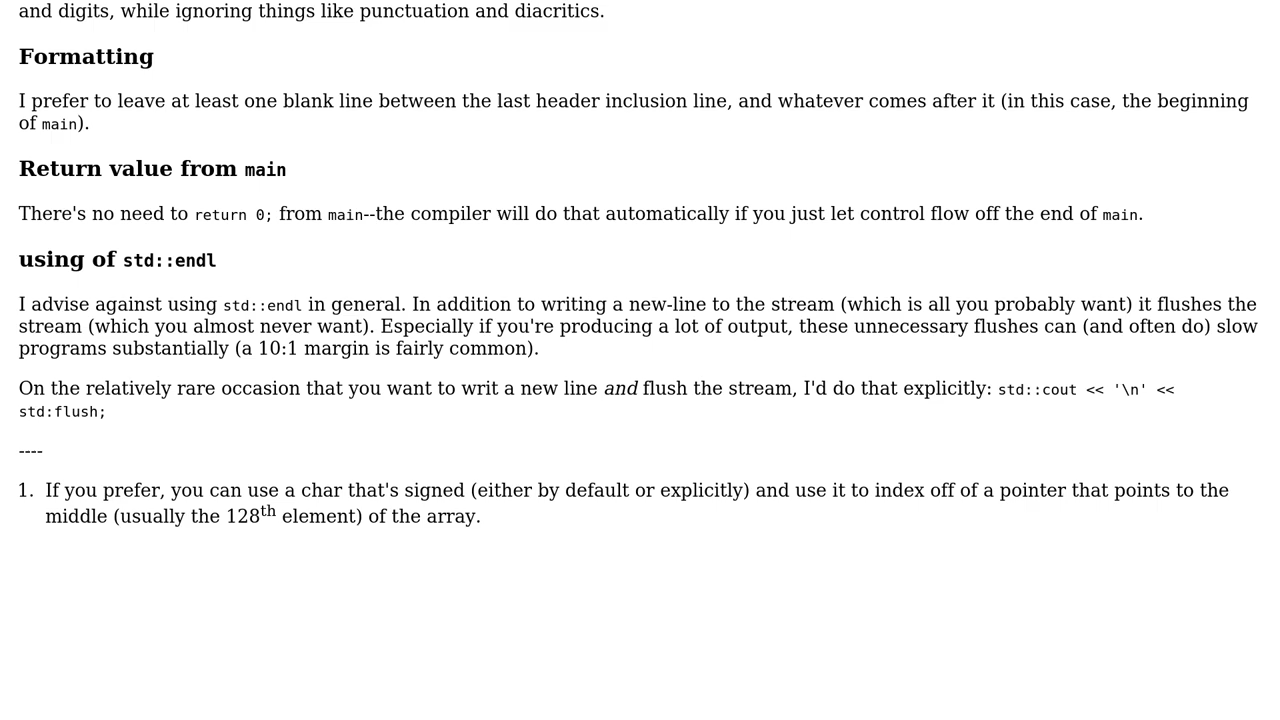 and digits, while ignoring things like punctuation and diacritics.
Formatting
I prefer to leave at least one blank line between the last header inclusion line, and whatever comes after it (in this case, the beginning
of main).
Return value from main
There's no need to return 0; from main--the compiler will do that automatically if you just let control flow off the end of main.
using of std::endl
I advise against using std::endl in general. In addition to writing a new-line to the stream (which is all you probably want) it flushes the
stream (which you almost never want). Especially if you're producing a lot of output, these unnecessary flushes can (and often do) slow
programs substantially (a 10:1 margin is fairly common).
On the relatively rare occasion that you want to writ a new line and flush the stream, I'd do that explicitly: std::cout << '\n' <<
std:flush;
----
1. If you prefer, you can use a char that's signed (either by default or explicitly) and use it to index off of a pointer that points to the
middle (usually the 128th element) of the array.